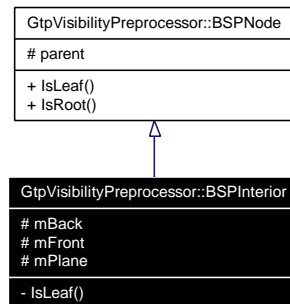 GtpVisibilityPreprocessor::BSPNode
# parent
+ IsLeaf()
+ IsRoot()
GtpVisibilityPreprocessor::BSPInterior
# mBack
# mFront
# mPlane
- IsLeaf()